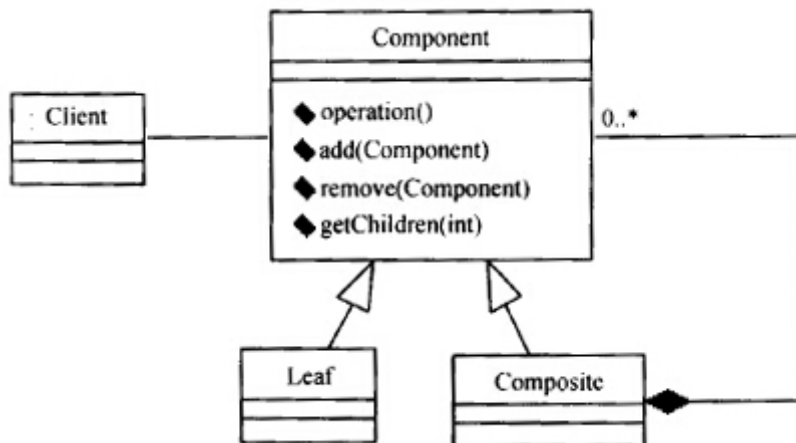 Component
Client
operation()
0..*
add(Component)
remove(Component)
getChildren(int)
Leaf
Composite